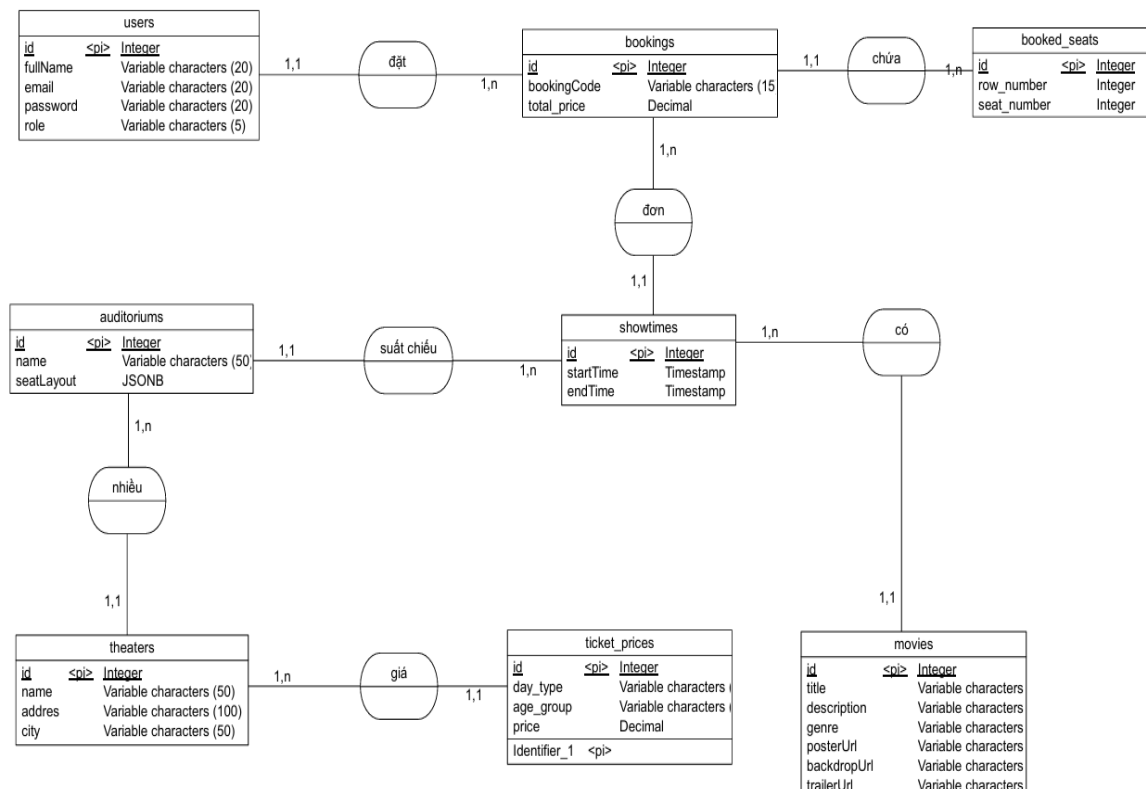 users
id <pi> Integer
fullName Variable characters (20)
email Variable characters (20)
password Variable characters (20)
role Variable characters (5)
1,1
đặt
1,n
bookings
id <pi> Integer
bookingCode Variable characters (15
total_price Decimal
1,1
chứa
1,n
booked_seats
id <pi> Integer
row_number Integer
seat_number Integer
1,n
đơn
1,1
auditoriums
id <pi> Integer
name Variable characters (50)
seatLayout JSONB
1,1
suất chiếu
1,n
showtimes
id <pi> Integer
startTime Timestamp
endTime Timestamp
1,n
có
1,1
1,n
nhiều
1,1
theaters
id <pi> Integer
name Variable characters (50)
addres Variable characters (100)
city Variable characters (50)
1,n
giá
1,1
ticket_prices
id <pi> Integer
day_type Variable characters (
age_group Variable characters (
price Decimal
Identifier_1 <pi>
movies
id <pi> Integer
title Variable characters
description Variable characters
genre Variable characters
posterUrl Variable characters
backdropUrl Variable characters
trailerUrl Variable characters